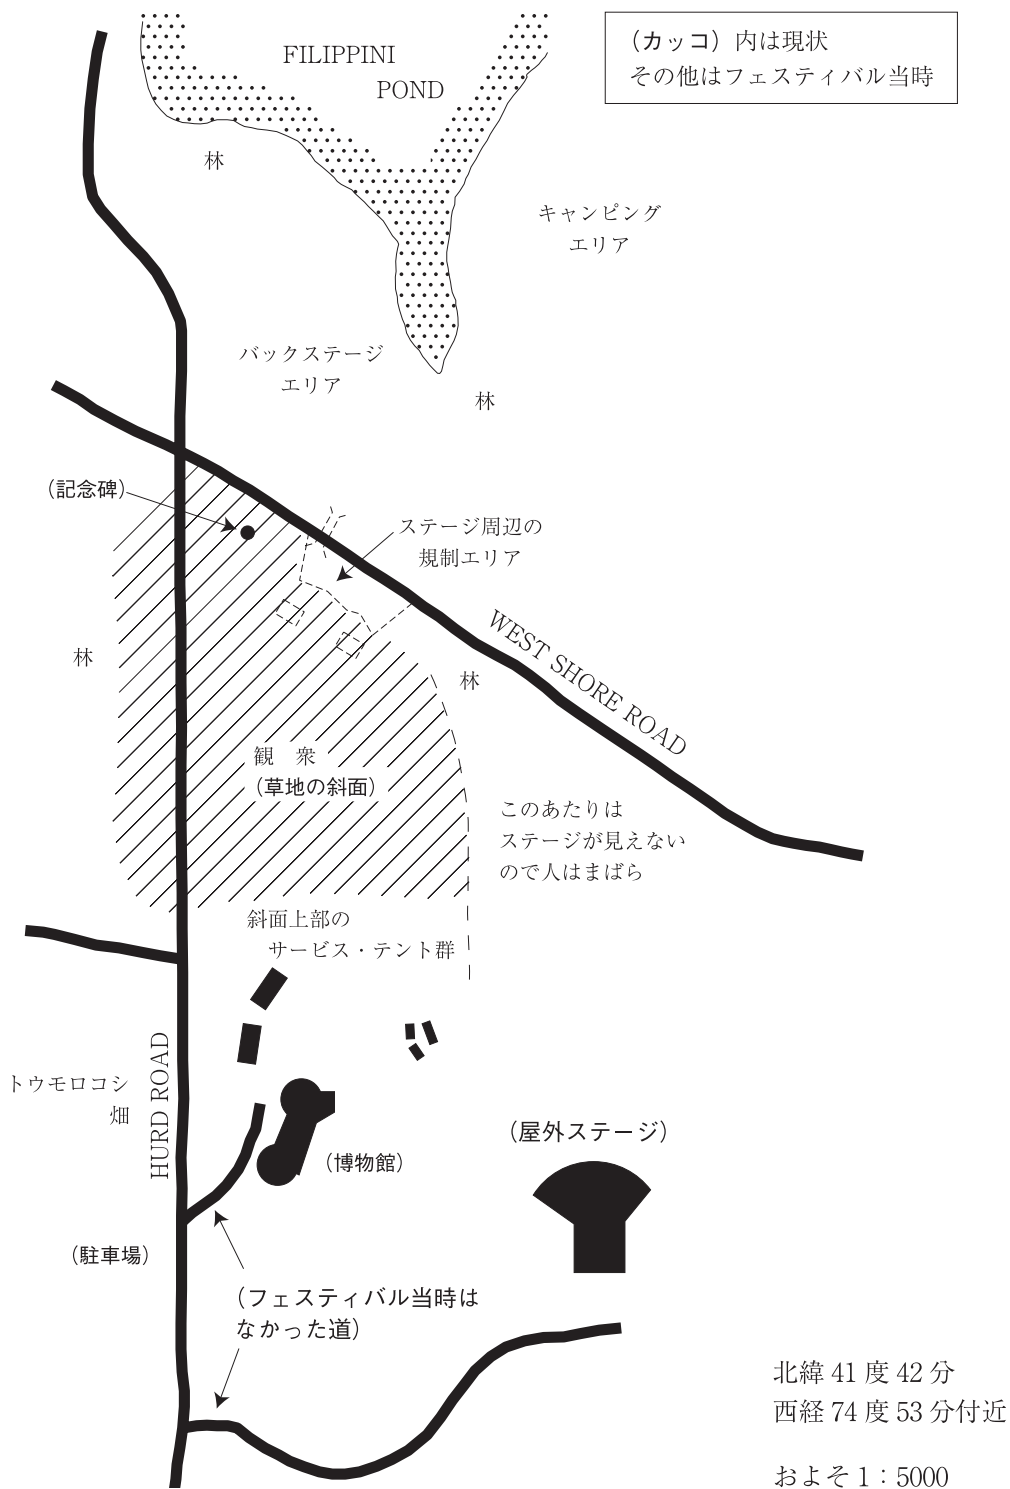 FILIPPINI
POND
（カッコ）内は現状
その他はフェスティバル当時
林
キャンピング
エリア
バックステージ
エリア
林
（記念碑）
ステージ周辺の
規制エリア
林
WEST SHORE ROAD
林
観　衆
（草地の斜面）
このあたりは
ステージが見えない
ので人はまばら
斜面上部の
サービス・テント群
トウモロコシ
畑
HURD ROAD
（屋外ステージ）
（博物館）
（駐車場）
（フェスティバル当時は
なかった道）
北緯 41 度 42 分
西経 74 度 53 分付近
およそ 1：5000